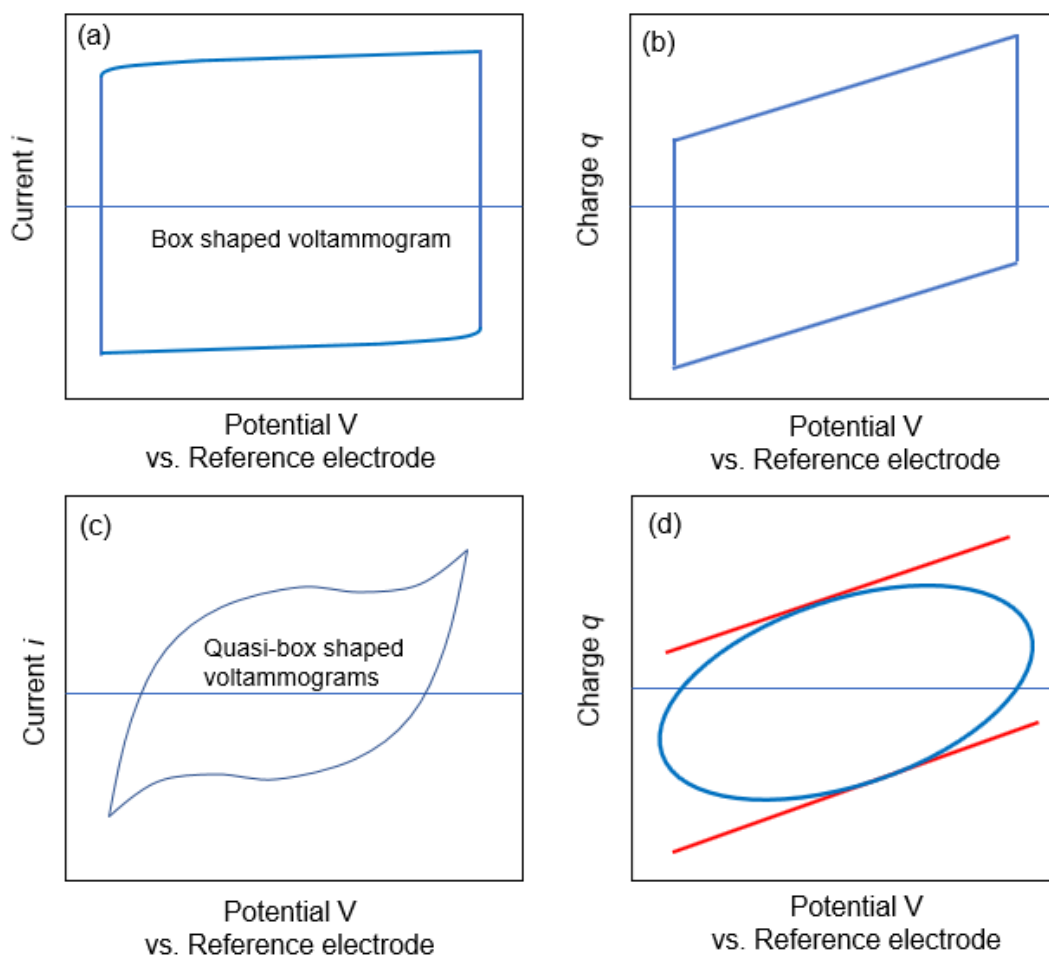 (a)
Current i
Box shaped voltammogram
Potential V
vs. Reference electrode
(b)
Charge q
Potential V
vs. Reference electrode
(c)
Current i
Quasi-box shaped
voltammograms
Potential V
vs. Reference electrode
(d)
Charge q
Potential V
vs. Reference electrode